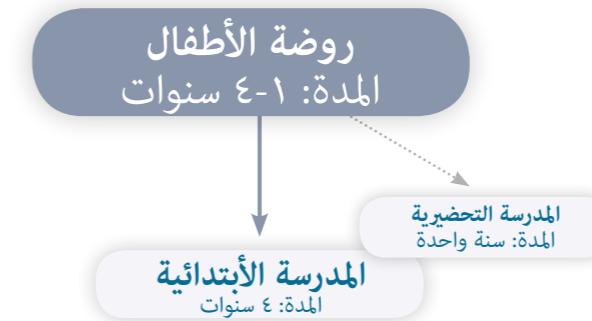 روضة الأطفال
المدة: ١-٤ سنوات
المدرسة التحضيرية
المدة: سنة واحدة
المدرسة الأبتدائية
المدة: ٤ سنوات